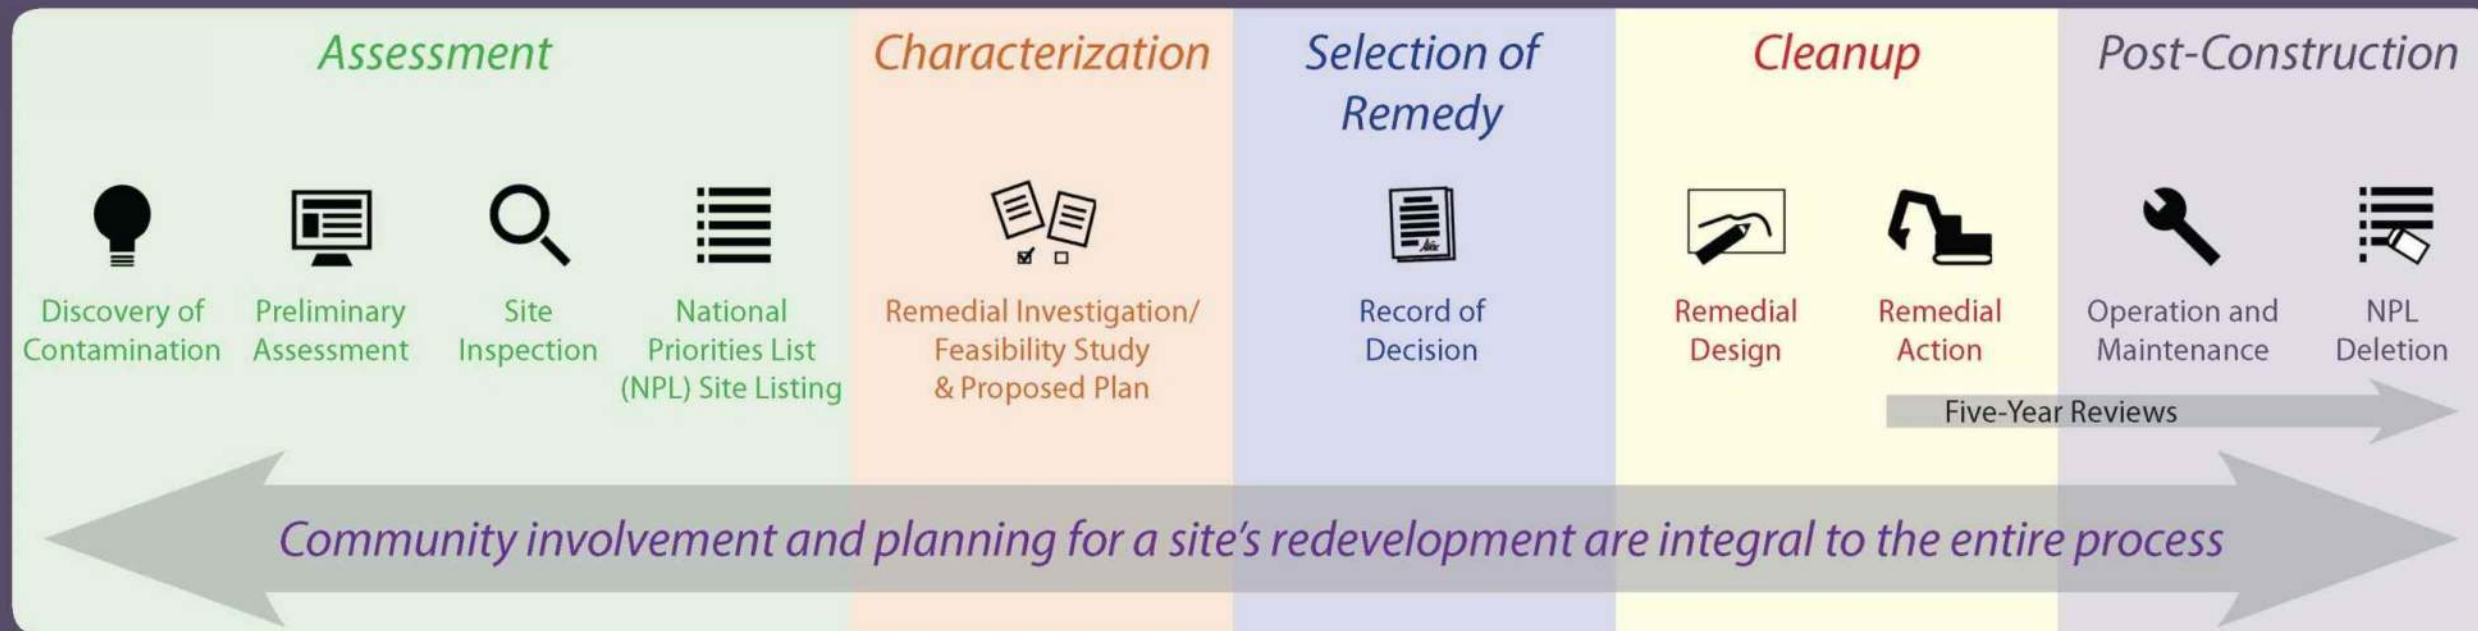 Assessment
Discovery of
Contamination
Preliminary
Assessment
Site
Inspection
National
Priorities List
(NPL) Site Listing
Characterization
Remedial Investigation/
Feasibility Study
& Proposed Plan
Selection of
Remedy
Record of
Decision
Cleanup
Remedial
Design
Remedial
Action
Post-Construction
Operation and
Maintenance
NPL
Deletion
Five-Year Reviews
Community involvement and planning for a site's redevelopment are integral to the entire process